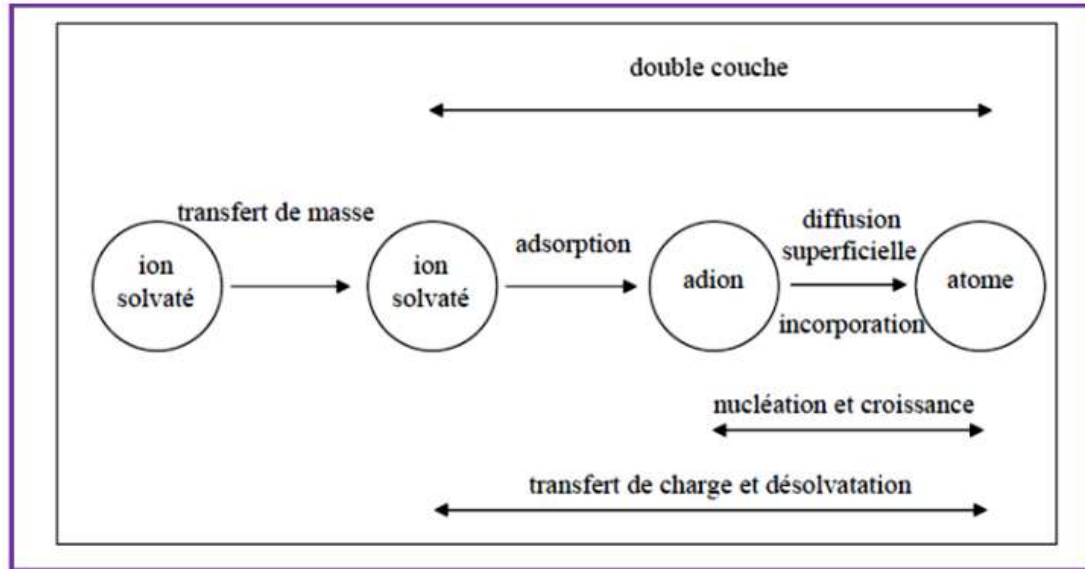 double couche
transfert de masse
ion
solvaté
ion
solvaté
adsorption
adion
diffusion
superficielle
incorporation
atome
nucléation et croissance
transfert de charge et désolvatation